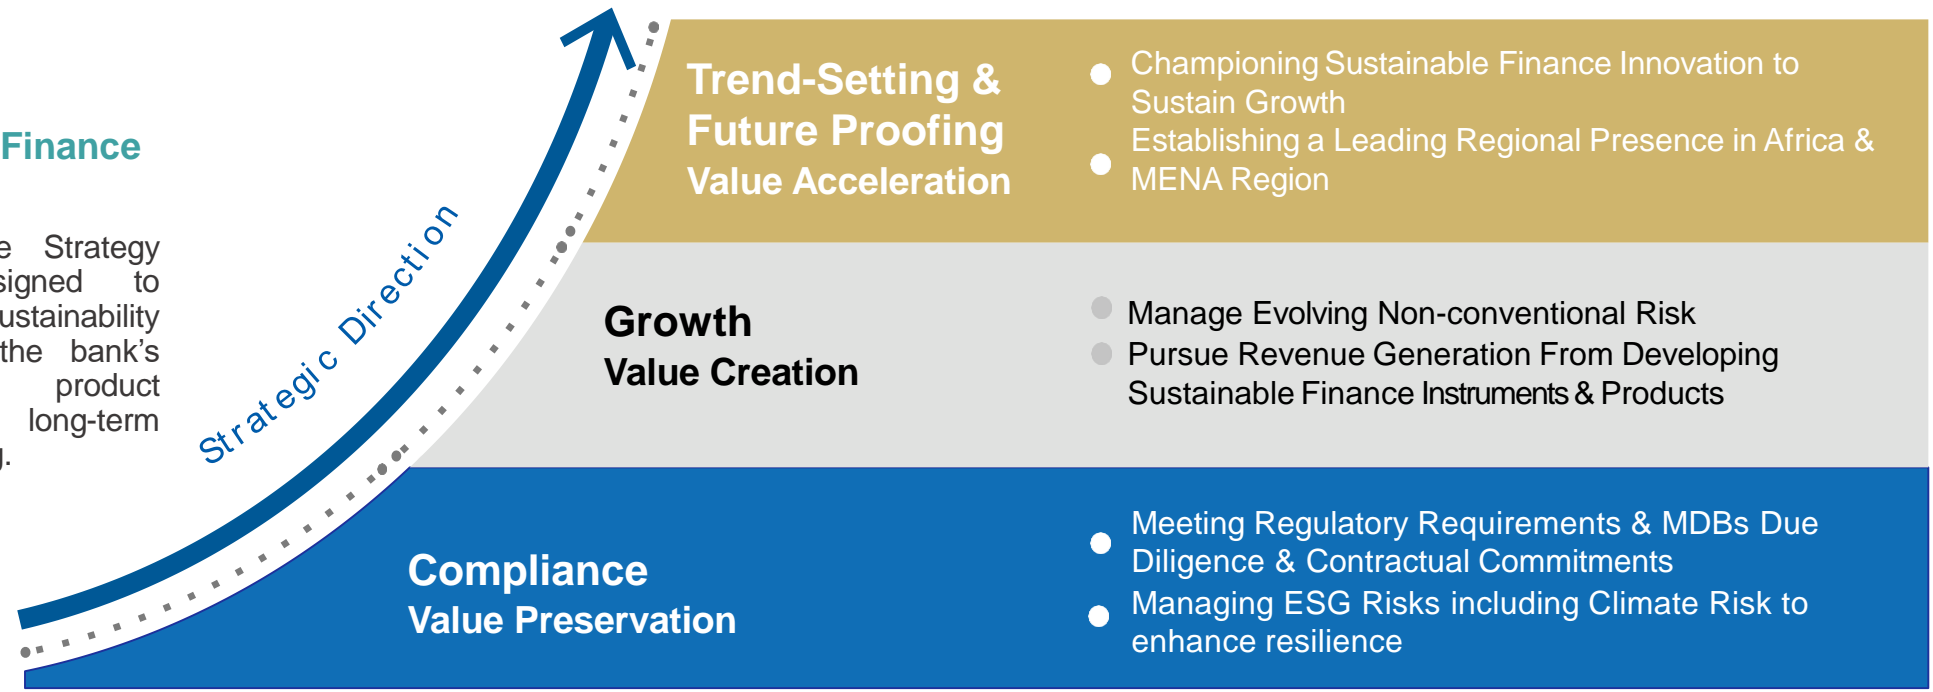 Finance
Strategy
to
the bank's
product
long-term
Strategic Direction
Trend-Setting &
Future Proofing
Value Acceleration
Championing Sustainable Finance Innovation to
Sustain Growth
Establishing a Leading Regional Presence in Africa &
MENA Region
Growth
Value Creation
Manage Evolving Non-conventional Risk
Pursue Revenue Generation From Developing
Sustainable Finance Instruments & Products
Compliance
Value Preservation
Meeting Regulatory Requirements & MDBs Due
Diligence & Contractual Commitments
Managing ESG Risks including Climate Risk to
enhance resilience